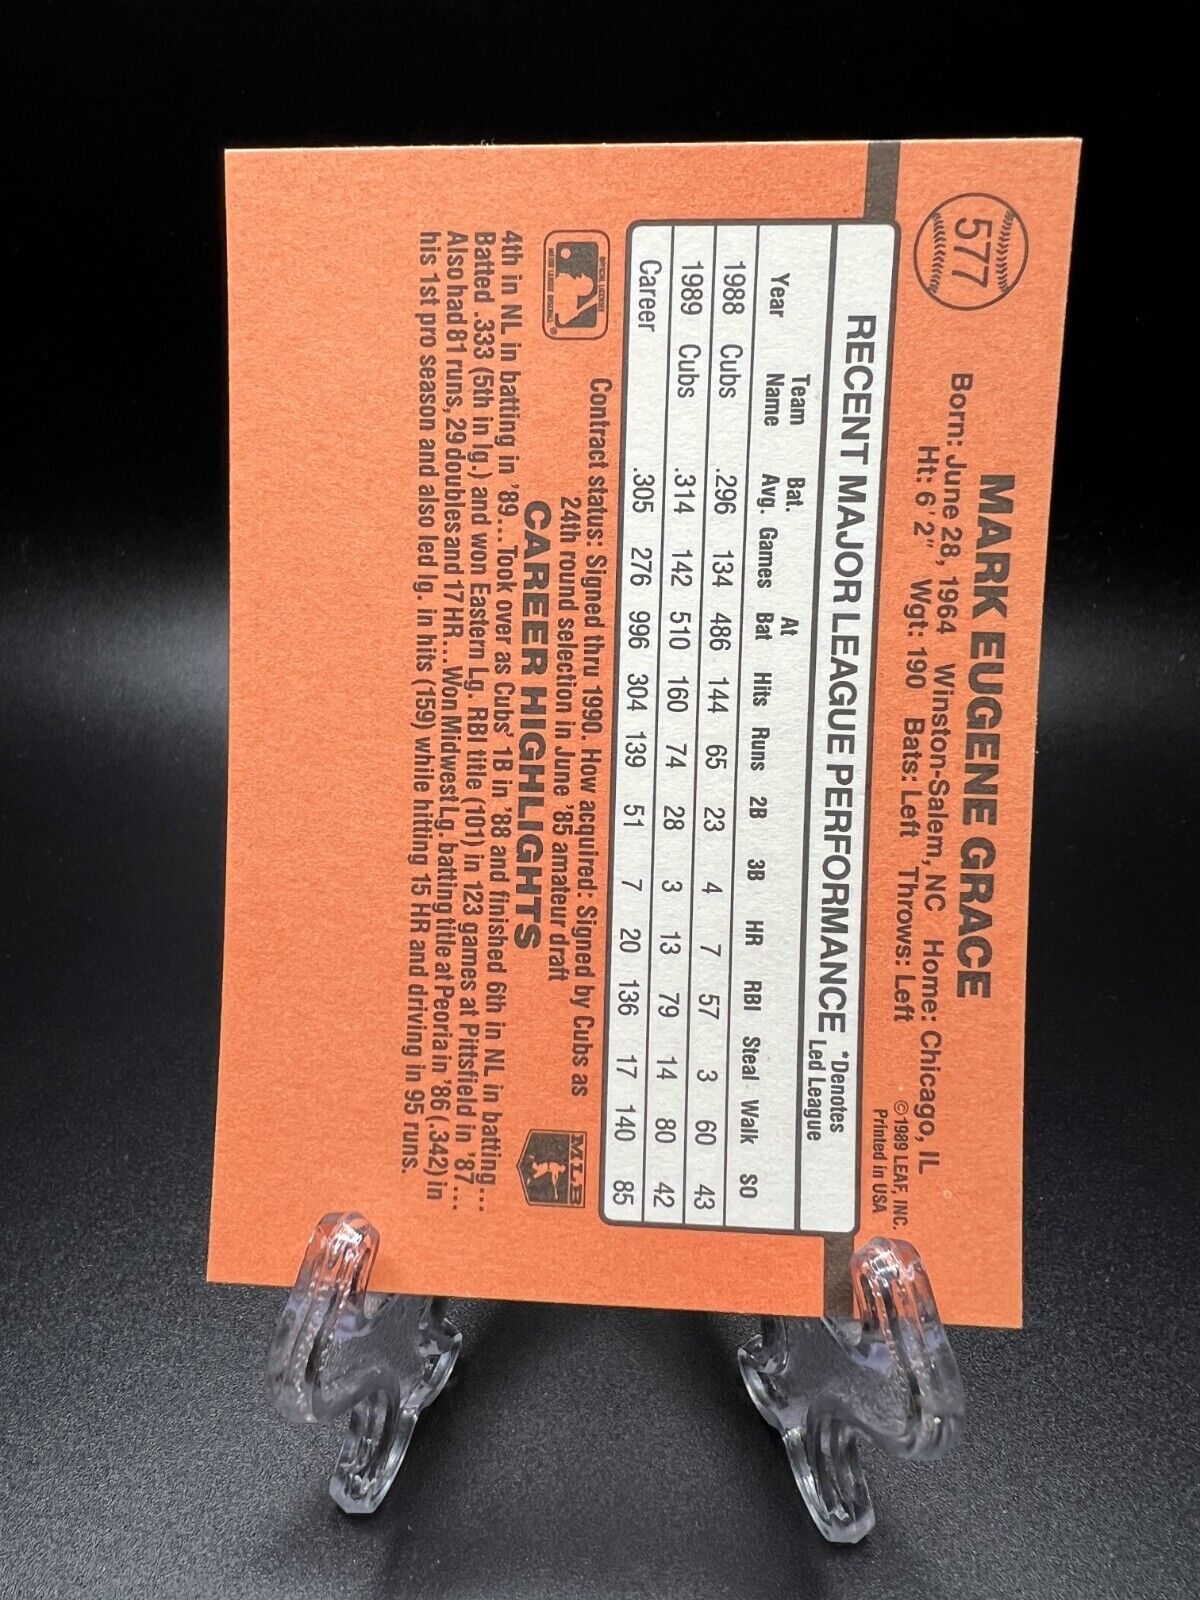 577
MARK EUGENE GRACE
Born: June 28, 1964 Winston-Salem, NC Home: Chicago, IL
Ht: 6' 2" Wgt: 190 Bats: Left Throws: Left
©1989 LEAF, INC.
Printed in USA
RECENT MAJOR LEAGUE PERFORMANCE *Denotes Led League
Year Team Name Bat. Avg. Games At Bat Hits Runs 2B 3B HR RBI Steal Walk SO
1988 Cubs .296 134 486 144 65 23 4 7 57 3 60 43
1989 Cubs .314 142 510 160 74 28 3 13 79 14 80 42
Career .305 276 996 304 139 51 7 20 136 17 140 85
OFFICIAL LICENSEE
MAJOR LEAGUE BASEBALL
®
Contract status: Signed thru 1990. How acquired: Signed by Cubs as
24th round selection in June '85 amateur draft
MLB
CAREER HIGHLIGHTS
4th in NL in batting in '89...Took over as Cubs' 1B in '88 and finished 6th in NL in batting...
Batted .333 (5th in lg.) and won Eastern Lg. RBI title (101) in 123 games at Pittsfield in '87...
Also had 81 runs, 29 doubles and 17 HR...Won Midwest Lg. batting title at Peoria in '86 (.342) in
his 1st pro season and also led lg. in hits (159) while hitting 15 HR and driving in 95 runs.